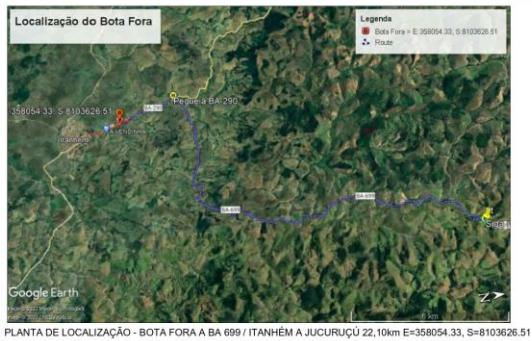 Localização do Bota Fora
Legenda
Bota Fora = E:358054.33, S:8103626.51
Route
358054.33, S:8103626.51
BA-290
Pegue a BA-290
Itanhém
BA-699
BA-699
Google Earth
6 km
PLANTA DE LOCALIZAÇÃO - BOTA FORA A BA 699 / ITANHÉM A JUCURUÇÚ 22,10km E=358054.33, S=8103626.51